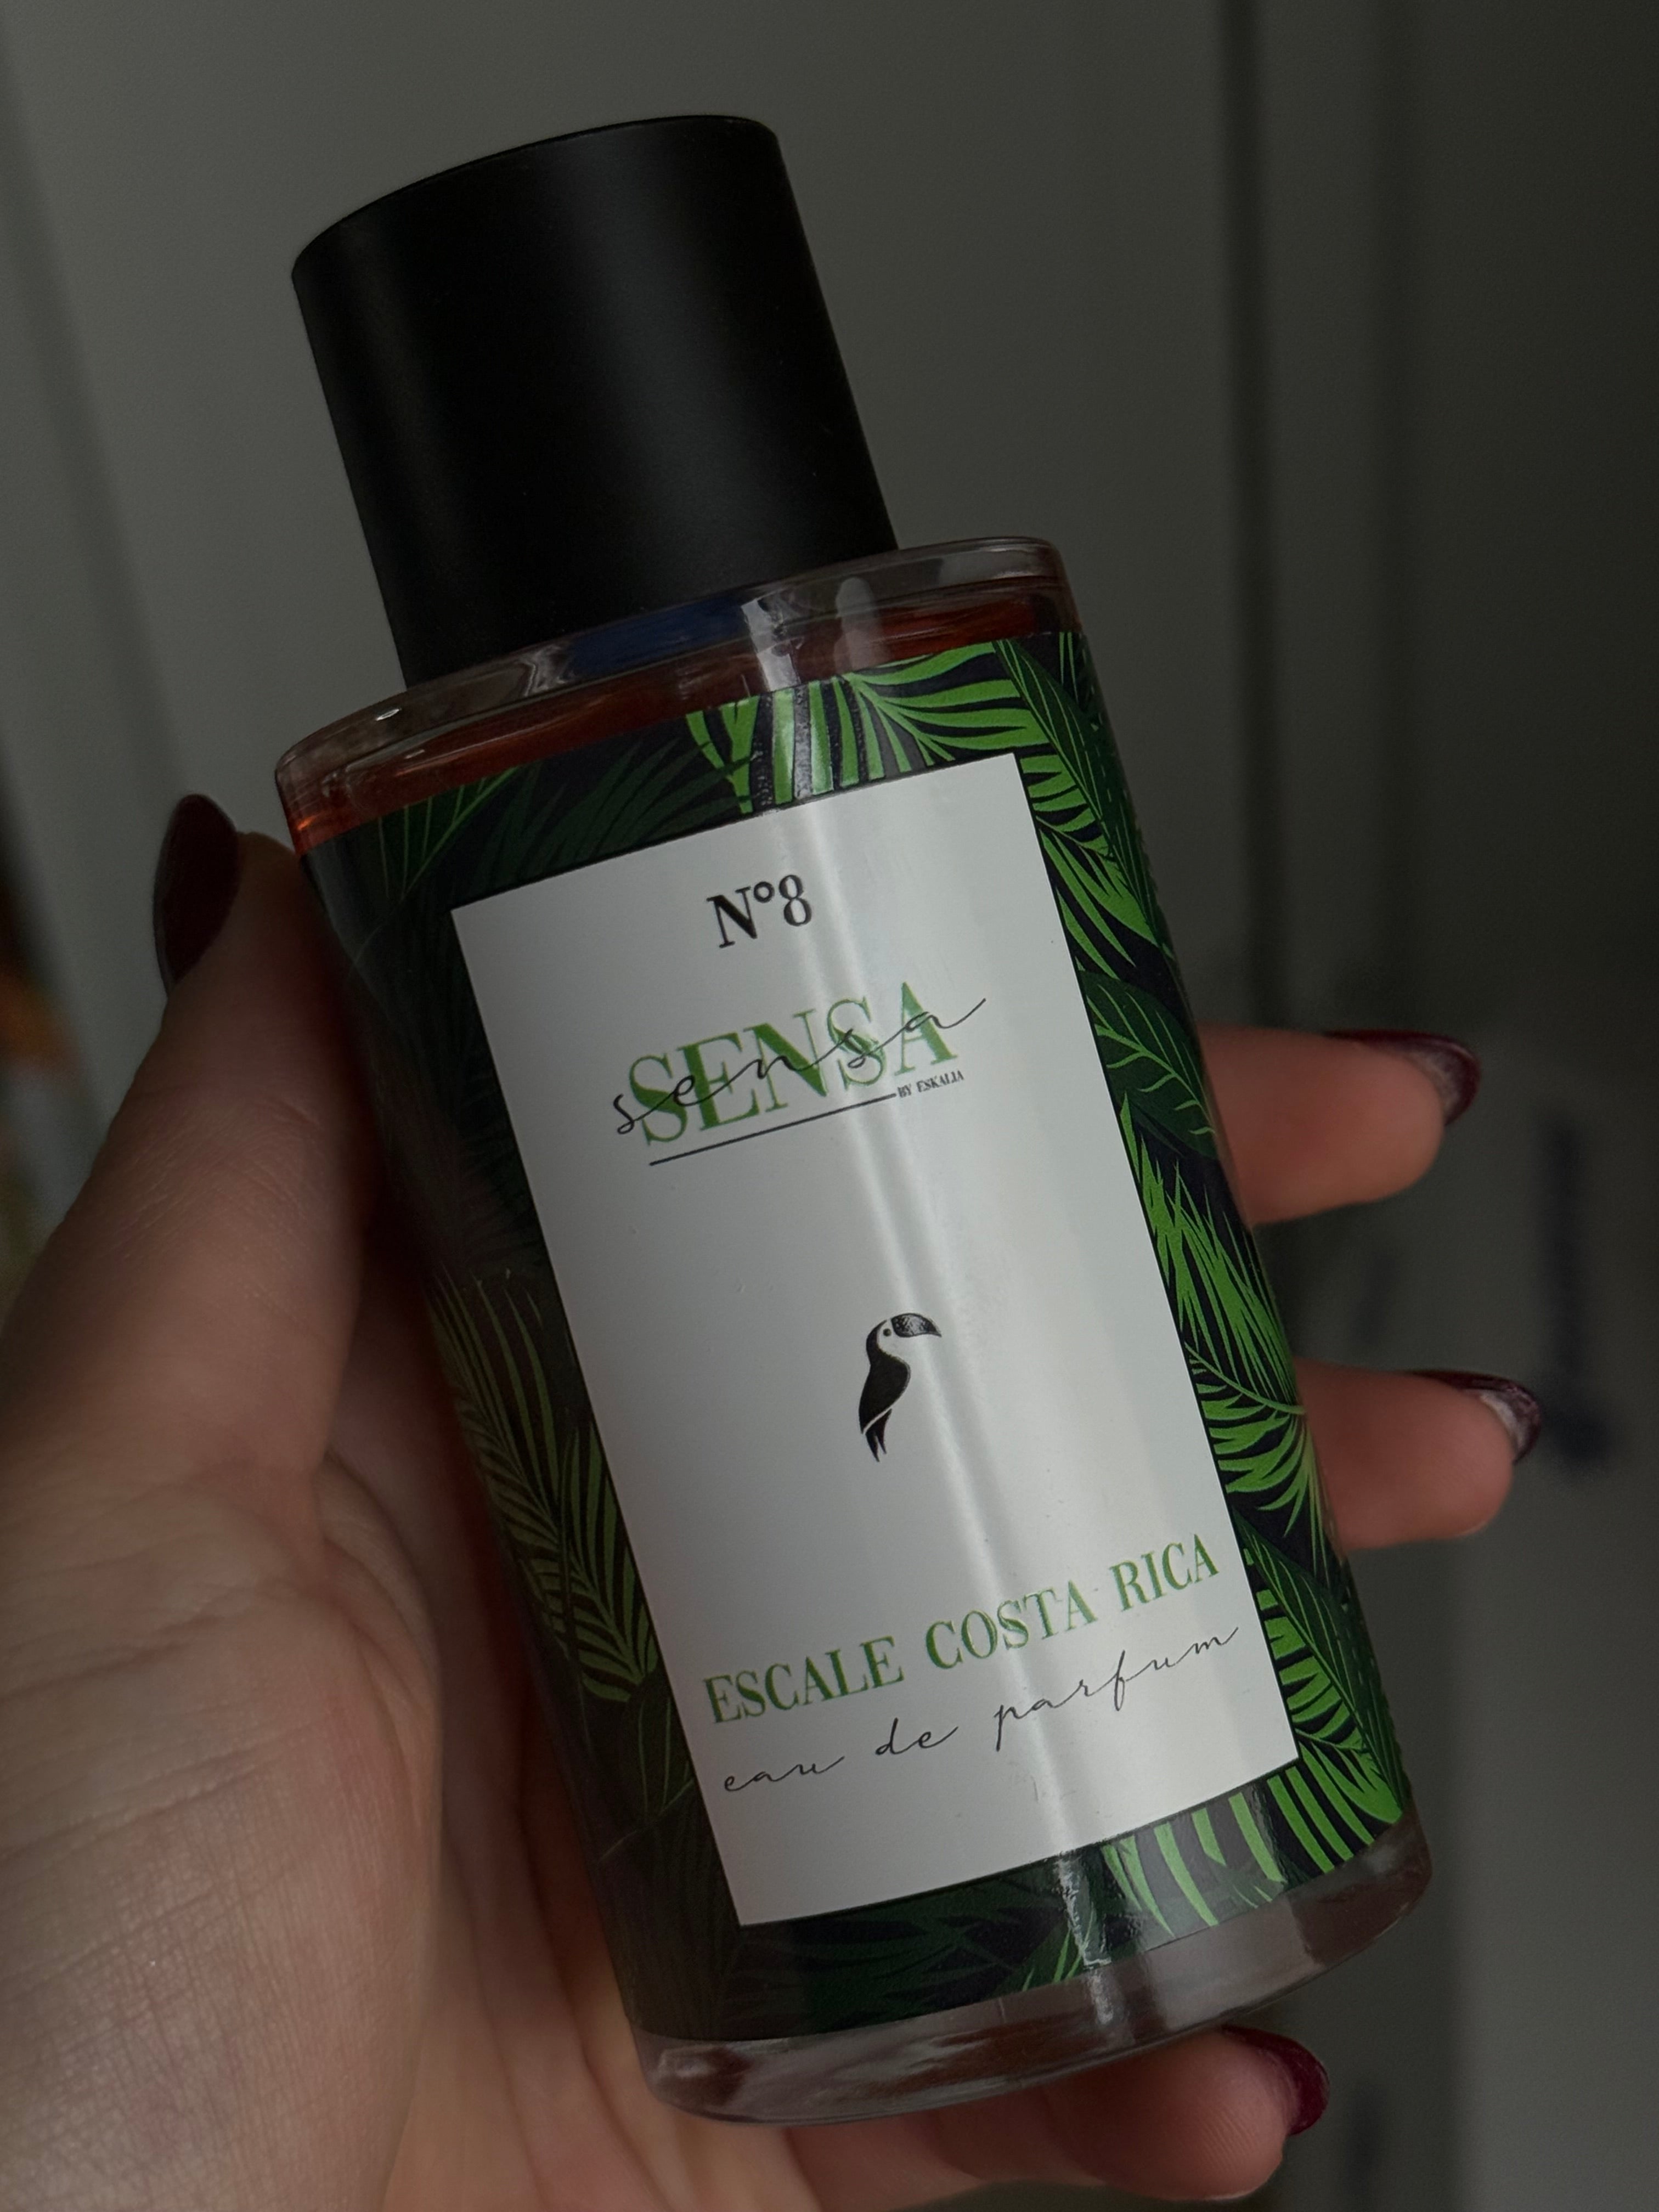 N°8
SENSA
sensa
BY ESKALIA
ESCALE COSTA RICA
eau de parfum